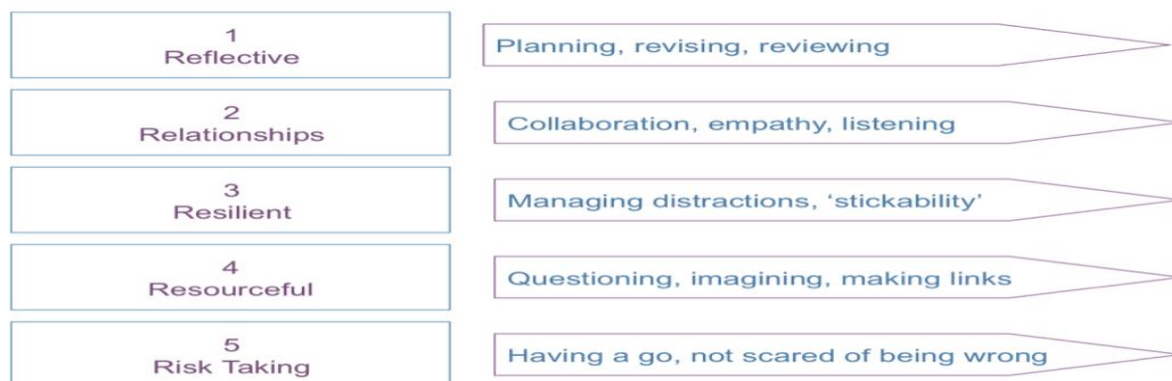 1
Reflective
Planning, revising, reviewing
2
Relationships
Collaboration, empathy, listening
3
Resilient
Managing distractions, ‘stickability’
4
Resourceful
Questioning, imagining, making links
5
Risk Taking
Having a go, not scared of being wrong